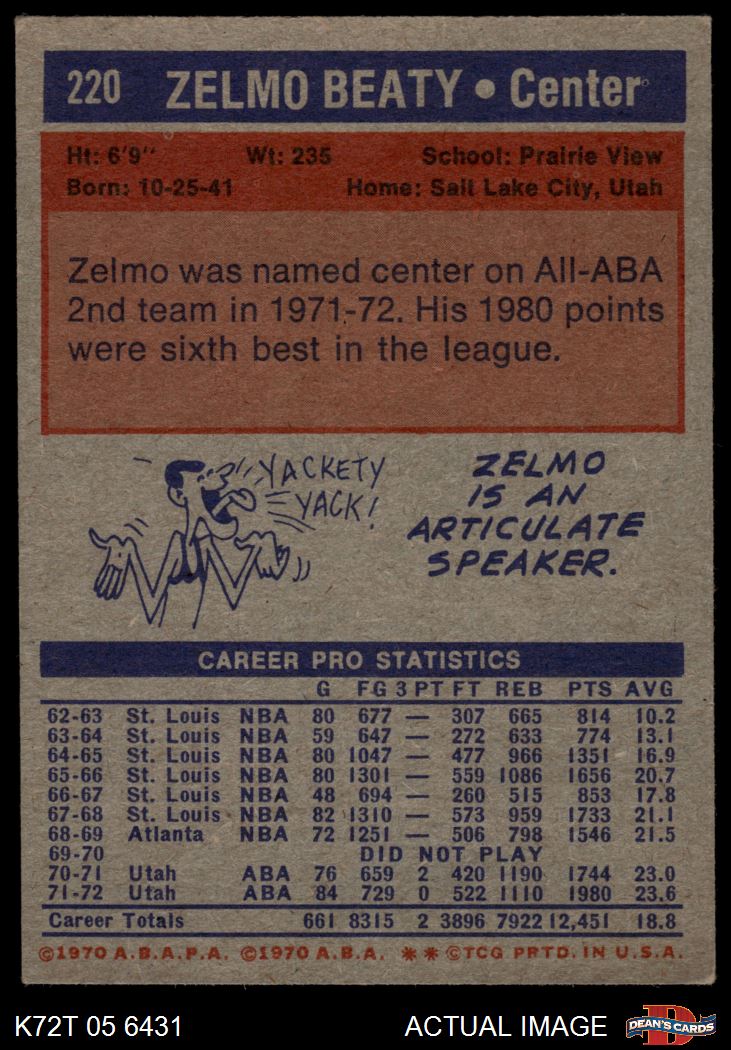 220 ZELMO BEATY • Center
Ht: 6'9" Wt: 235 School: Prairie View
Born: 10-25-41 Home: Salt Lake City, Utah
Zelmo was named center on All-ABA
2nd team in 1971-72. His 1980 points
were sixth best in the league.
YACKETY
YACK!
ZELMO
IS AN
ARTICULATE
SPEAKER.
CAREER PRO STATISTICS
G FG 3 PT FT REB PTS AVG
62-63 St. Louis NBA 80 677 — 307 665 814 10.2
63-64 St. Louis NBA 59 647 — 272 633 774 13.1
64-65 St. Louis NBA 80 1047 — 477 966 1351 16.9
65-66 St. Louis NBA 80 1301 — 559 1086 1656 20.7
66-67 St. Louis NBA 48 694 — 260 515 853 17.8
67-68 St. Louis NBA 82 1310 — 573 959 1733 21.1
68-69 Atlanta NBA 72 1251 — 506 798 1546 21.5
69-70 DID NOT PLAY
70-71 Utah ABA 76 659 2 420 1190 1744 23.0
71-72 Utah ABA 84 729 0 522 1110 1980 23.6
Career Totals 661 8315 2 3896 7922 12,451 18.8
©1970 A.B.A.P.A. ©1970 A.B.A. ** ©TCG PRTD. IN U.S.A.
K72T 05 6431 ACTUAL IMAGE DEAN'S CARDS